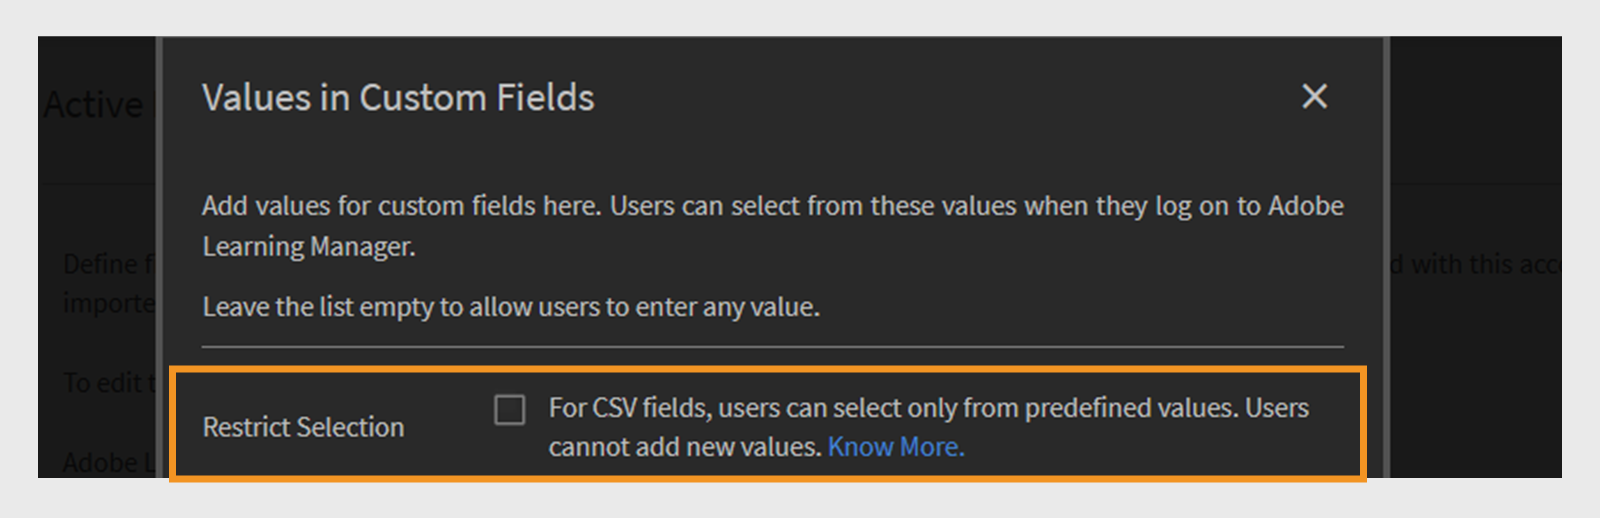 Values in Custom Fields
Active
Add values for custom fields here. Users can select from these values when they log on to Adobe
Learning Manager.
Define f
d with this acc
importe
Leave the list empty to allow users to enter any value.
To edit t
For CSV fields, users can select only from predefined values. Users
Restrict Selection
cannot add new values. Know More.
Adobe L